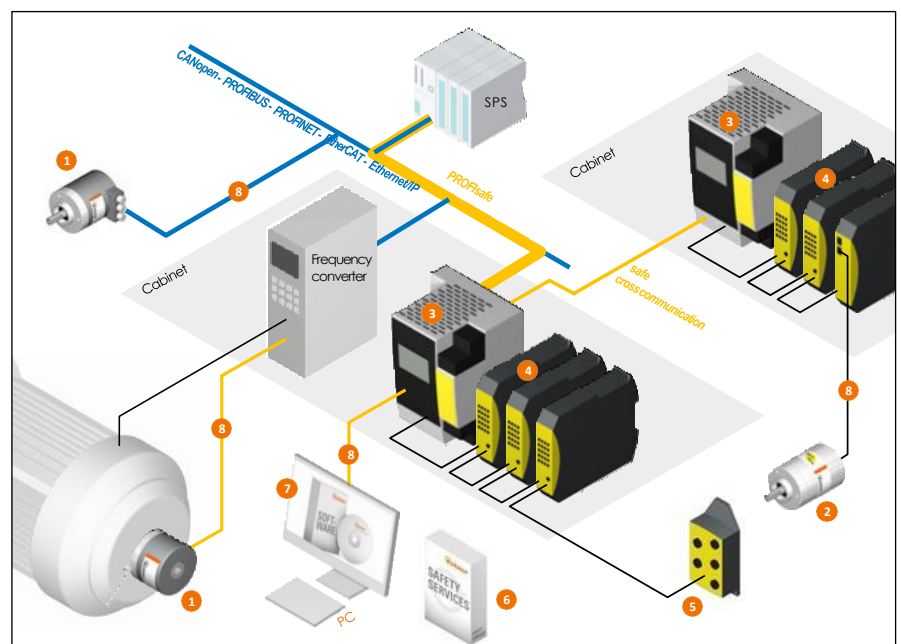 CANopen - PROFIBUS - PROFINET - EtherCAT - Ethernet/IP
SPS
3
Cabinet
4
1
8
PROFIsafe
Frequency
converter
Cabinet
safe
cross communication
3
4
8
8
8
7
SOFT-
WARE
2
SAFETY
SERVICES
6
5
1
PC